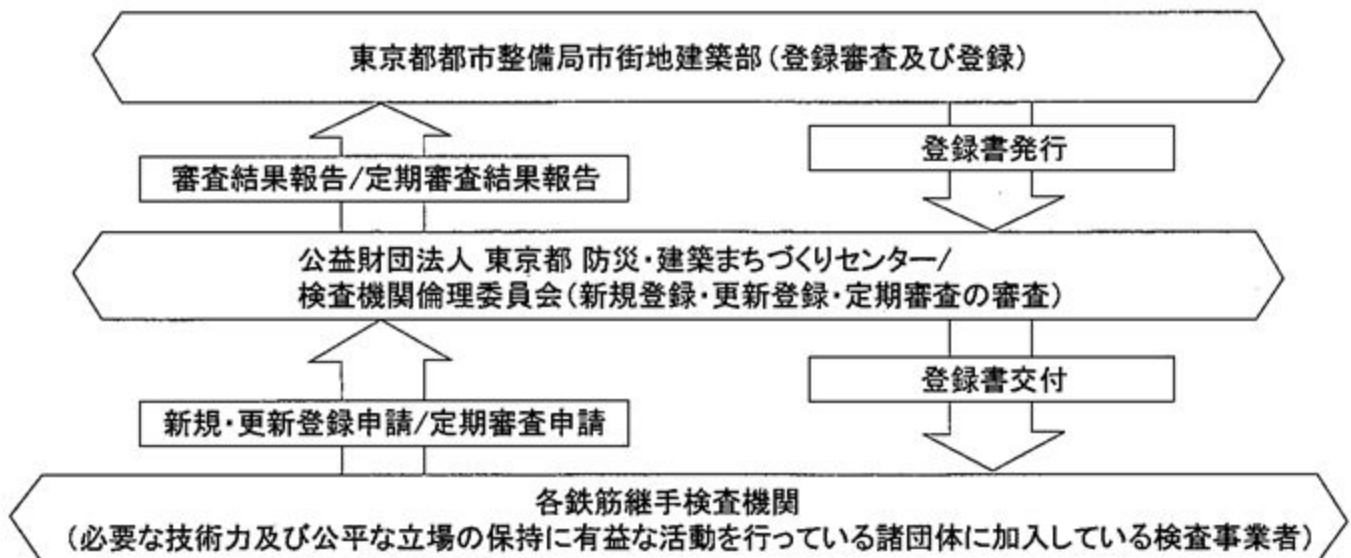 東京都都市整備局市街地建築部(登録審査及び登録)
審査結果報告/定期審査結果報告
登録書発行
公益財団法人 東京都 防災・建築まちづくりセンター/
検査機関倫理委員会(新規登録・更新登録・定期審査の審査)
新規・更新登録申請/定期審査申請
登録書交付
各鉄筋継手検査機関
(必要な技術力及び公平な立場の保持に有益な活動を行っている諸団体に加入している検査事業者)